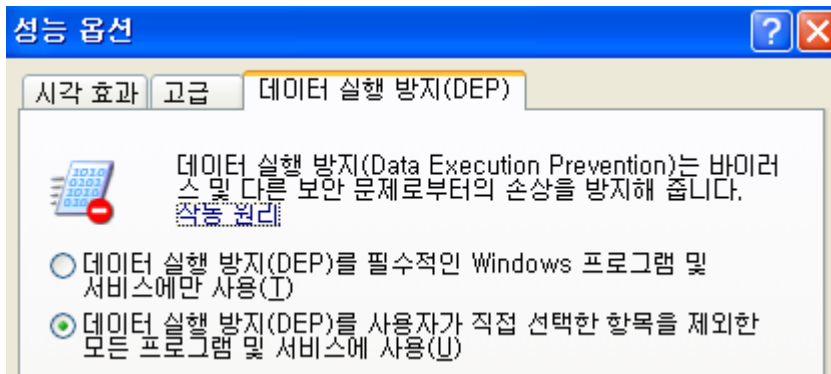 성능 옵션
시각 효과 고급 데이터 실행 방지(DEP)
데이터 실행 방지(Data Execution Prevention)는 바이러
스 및 다른 보안 문제로부터의 손상을 방지해 줍니다.
작동 원리
데이터 실행 방지(DEP)를 필수적인 Windows 프로그램 및
서비스에만 사용(T)
데이터 실행 방지(DEP)를 사용자가 직접 선택한 항목을 제외한
모든 프로그램 및 서비스에 사용(U)